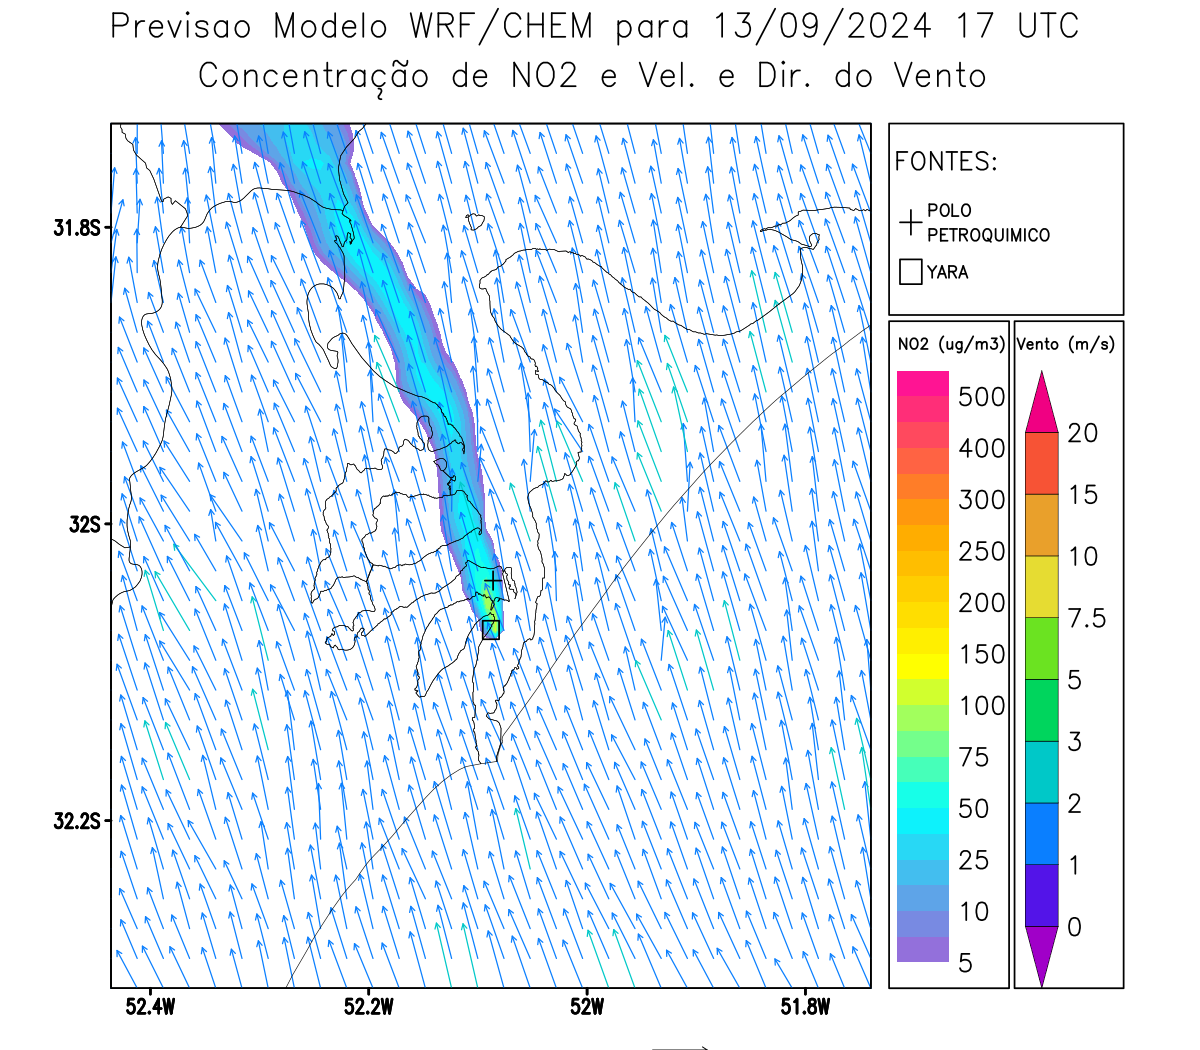 Previsao Modelo WRF/CHEM para 13/09/2024 17 UTC
Concentração de NO2 e Vel. e Dir. do Vento
FONTES:
POLO
PETROQUIMICO
YARA
NO2 (ug/m3)
500
400
300
250
200
150
100
75
50
25
10
5
Vento (m/s)
20
15
10
7.5
5
3
2
1
0
31.8S
32S
32.2S
52.4W
52.2W
52W
51.8W